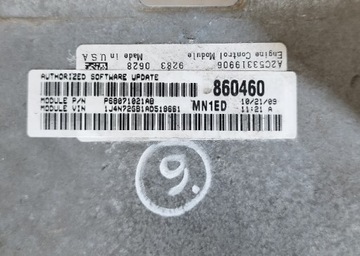 A2C53319906
Engine Control Module
9283 0628
Made in U.S.A
AUTHORIZED SOFTWARE UPDATE
860460
MODULE P/N P68071021AB
MN1ED
10/21/09
MODULE VIN 1J4N72GB1AD518661
11:21 A
9.